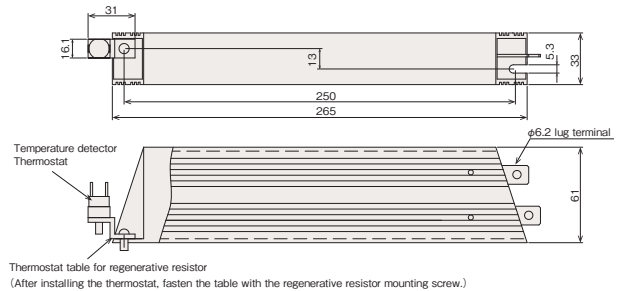 31
16.1
13
5.3
33
250
265
φ6.2 lug terminal
Temperature detector
Thermostat
61
Thermostat table for regenerative resistor
(After installing the thermostat, fasten the table with the regenerative resistor mounting screw.)